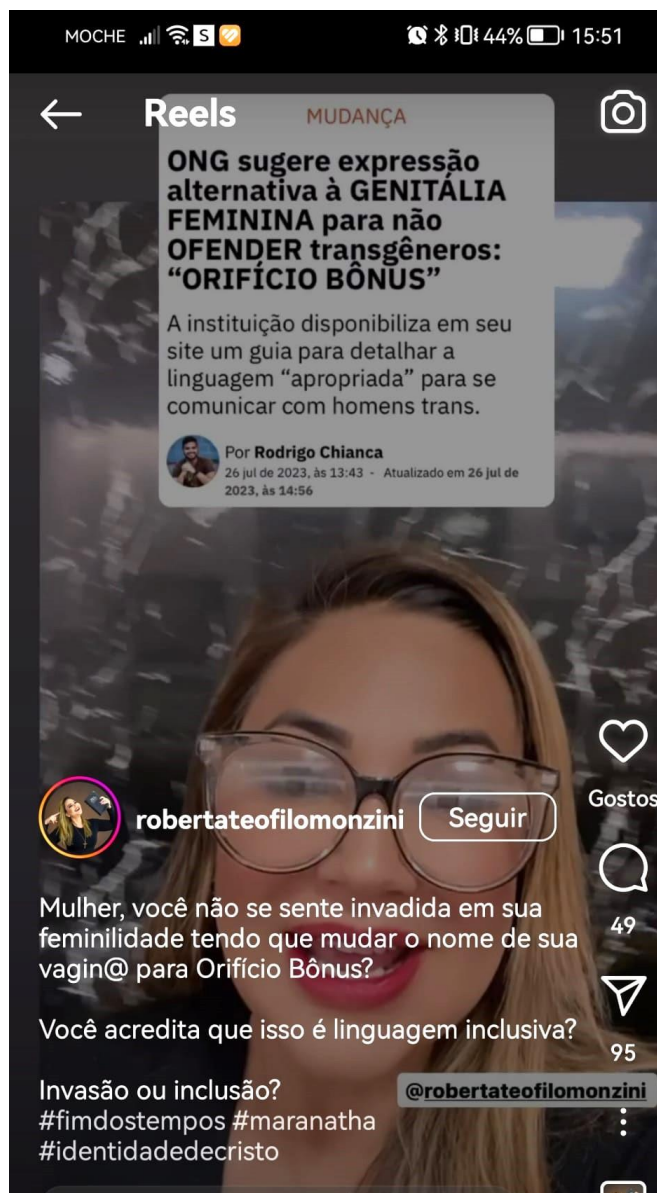 MOCHE S 44% 15:51
Reels
MUDANÇA
ONG sugere expressão
alternativa à GENITÁLIA
FEMININA para não
OFENDER transgêneros:
“ORIFÍCIO BÔNUS”
A instituição disponibiliza em seu
site um guia para detalhar a
linguagem “apropriada” para se
comunicar com homens trans.
Por Rodrigo Chianca
26 jul de 2023, às 13:43 - Atualizado em 26 jul de
2023, às 14:56
Gostos
robertateofilomonzini Seguir
Mulher, você não se sente invadida em sua
feminilidade tendo que mudar o nome de sua
vagin@ para Orifício Bônus?
49
Você acredita que isso é linguagem inclusiva?
95
Invasão ou inclusão?
@robertateofilomonzini
#fimdostempos #maranatha
#identidadedecristo